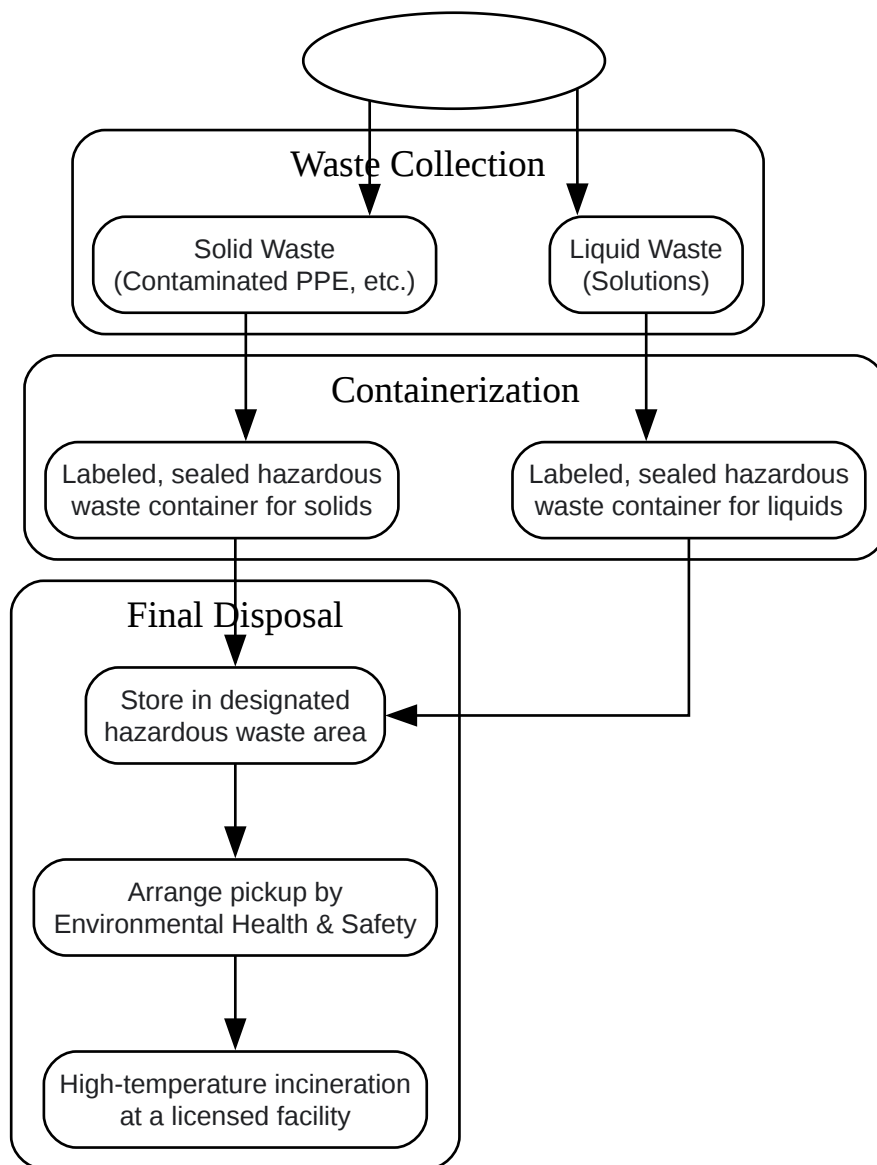 Waste Collection
Solid Waste
(Contaminated PPE, etc.)
Liquid Waste
(Solutions)
Containerization
Labeled, sealed hazardous
waste container for solids
Labeled, sealed hazardous
waste container for liquids
Final Disposal
Store in designated
hazardous waste area
Arrange pickup by
Environmental Health & Safety
High-temperature incineration
at a licensed facility